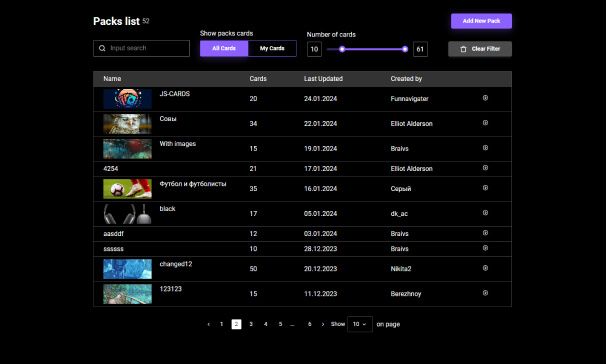 Packs list 52
Add New Pack
Show packs cards
Number of cards
Input search
All Cards
My Cards
10
61
Clear Filter
Name Cards Last Updated Created by
JS-CARDS 20 24.01.2024 Funnavigater
Совы 34 22.01.2024 Elliot Alderson
With images 15 19.01.2024 Braivs
4254 21 17.01.2024 Elliot Alderson
Футбол и футболисты 35 16.01.2024 Серый
black 17 05.01.2024 dk_ac
aasddf 12 03.01.2024 Braivs
ssssss 10 28.12.2023 Braivs
changed12 50 20.12.2023 Nikita2
123123 15 11.12.2023 Berezhnoy
‹ 1 2 3 4 5 ... 6 › Show 10 on page